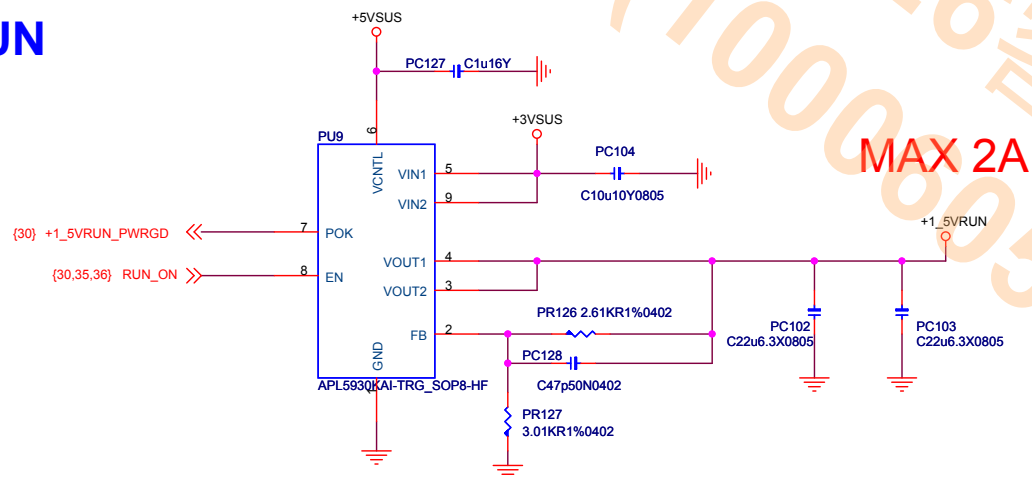 UN
+5VSUS
PC127 C1u16Y
+3VSUS
PC104
C10u10Y0805
MAX 2A
PU9
6
VCNTL
VIN1 5
VIN2 9
+1_5VRUN
{30} +1_5VRUN_PWRGD
7 POK
{30,35,36} RUN_ON
8 EN
VOUT1 4
VOUT2 3
PR126 2.61KR1%0402
FB 2
PC128
C47p50N0402
PC102
C22u6.3X0805
PC103
C22u6.3X0805
GND
APL5930KAI-TRG_SOP8-HF
PR127
3.01KR1%0402